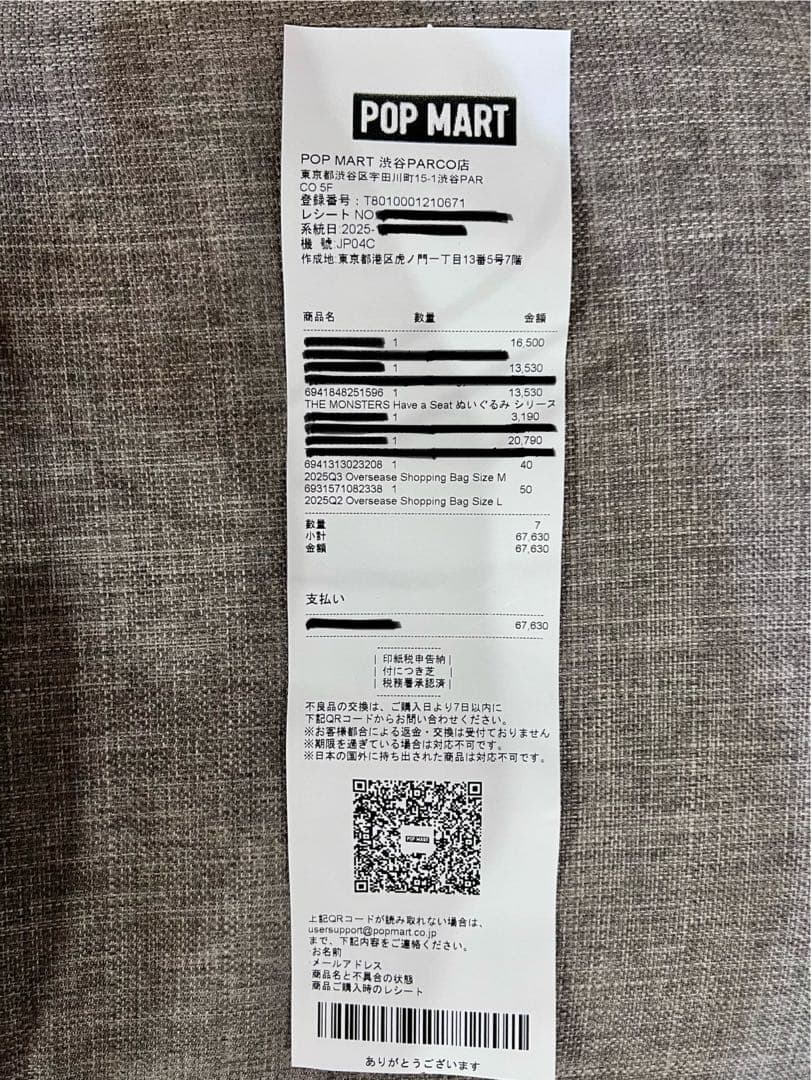 POP MART
POP MART 渋谷PARCO店
東京都渋谷区宇田川町15-1渋谷PAR
CO 5F
登録番号：T8010001210671
レシート NO
系統日:2025-
機 號:JP04C
作成地:東京都港区虎ノ門一丁目13番5号7階
商品名 数量 金額
1 16,500
1 13,530
6941848251596 1 13,530
THE MONSTERS Have a Seat ぬいぐるみ シリーズ
1 3,190
1 20,790
6941313023208 1 40
2025Q3 Oversease Shopping Bag Size M
6931571082338 1 50
2025Q2 Oversease Shopping Bag Size L
数量 7
小計 67,630
金額 67,630
支払い
67,630
印紙税申告納
付につき芝
税務署承認済
不良品の交換は、ご購入日より7日以内に
下記QRコードからお問い合わせください。
※お客様都合による返金・交換は受付ておりません
※期限を過ぎている場合は対応不可です。
※日本の国外に持ち出された商品は対応不可です。
POP MART
上記QRコードが読み取れない場合は、
usersupport@popmart.co.jp
まで、下記内容をご連絡ください。
お名前
メールアドレス
商品名と不具合の状態
商品ご購入時のレシート
ありがとうございます